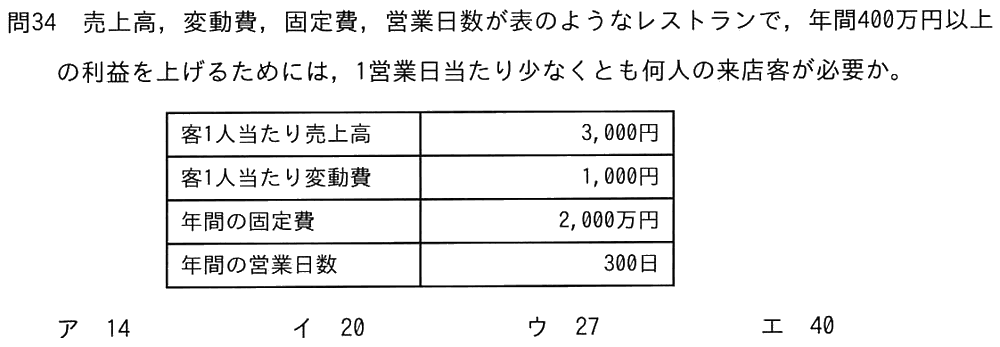 問34 売上高，変動費，固定費，営業日数が表のようなレストランで，年間400万円以上
の利益を上げるためには，1営業日当たり少なくとも何人の来店客が必要か。
客1人当たり売上高 3,000円
客1人当たり変動費 1,000円
年間の固定費 2,000万円
年間の営業日数 300日
ア 14 イ 20 ウ 27 エ 40